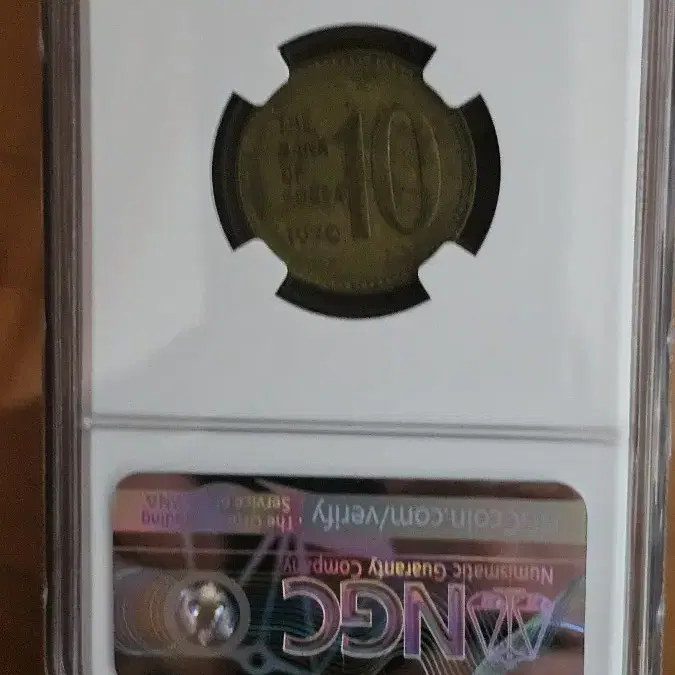 THE
BANK
OF
KOREA
1970
10
NGC
Numismatic Guaranty Company
NGCcoin.com/verify